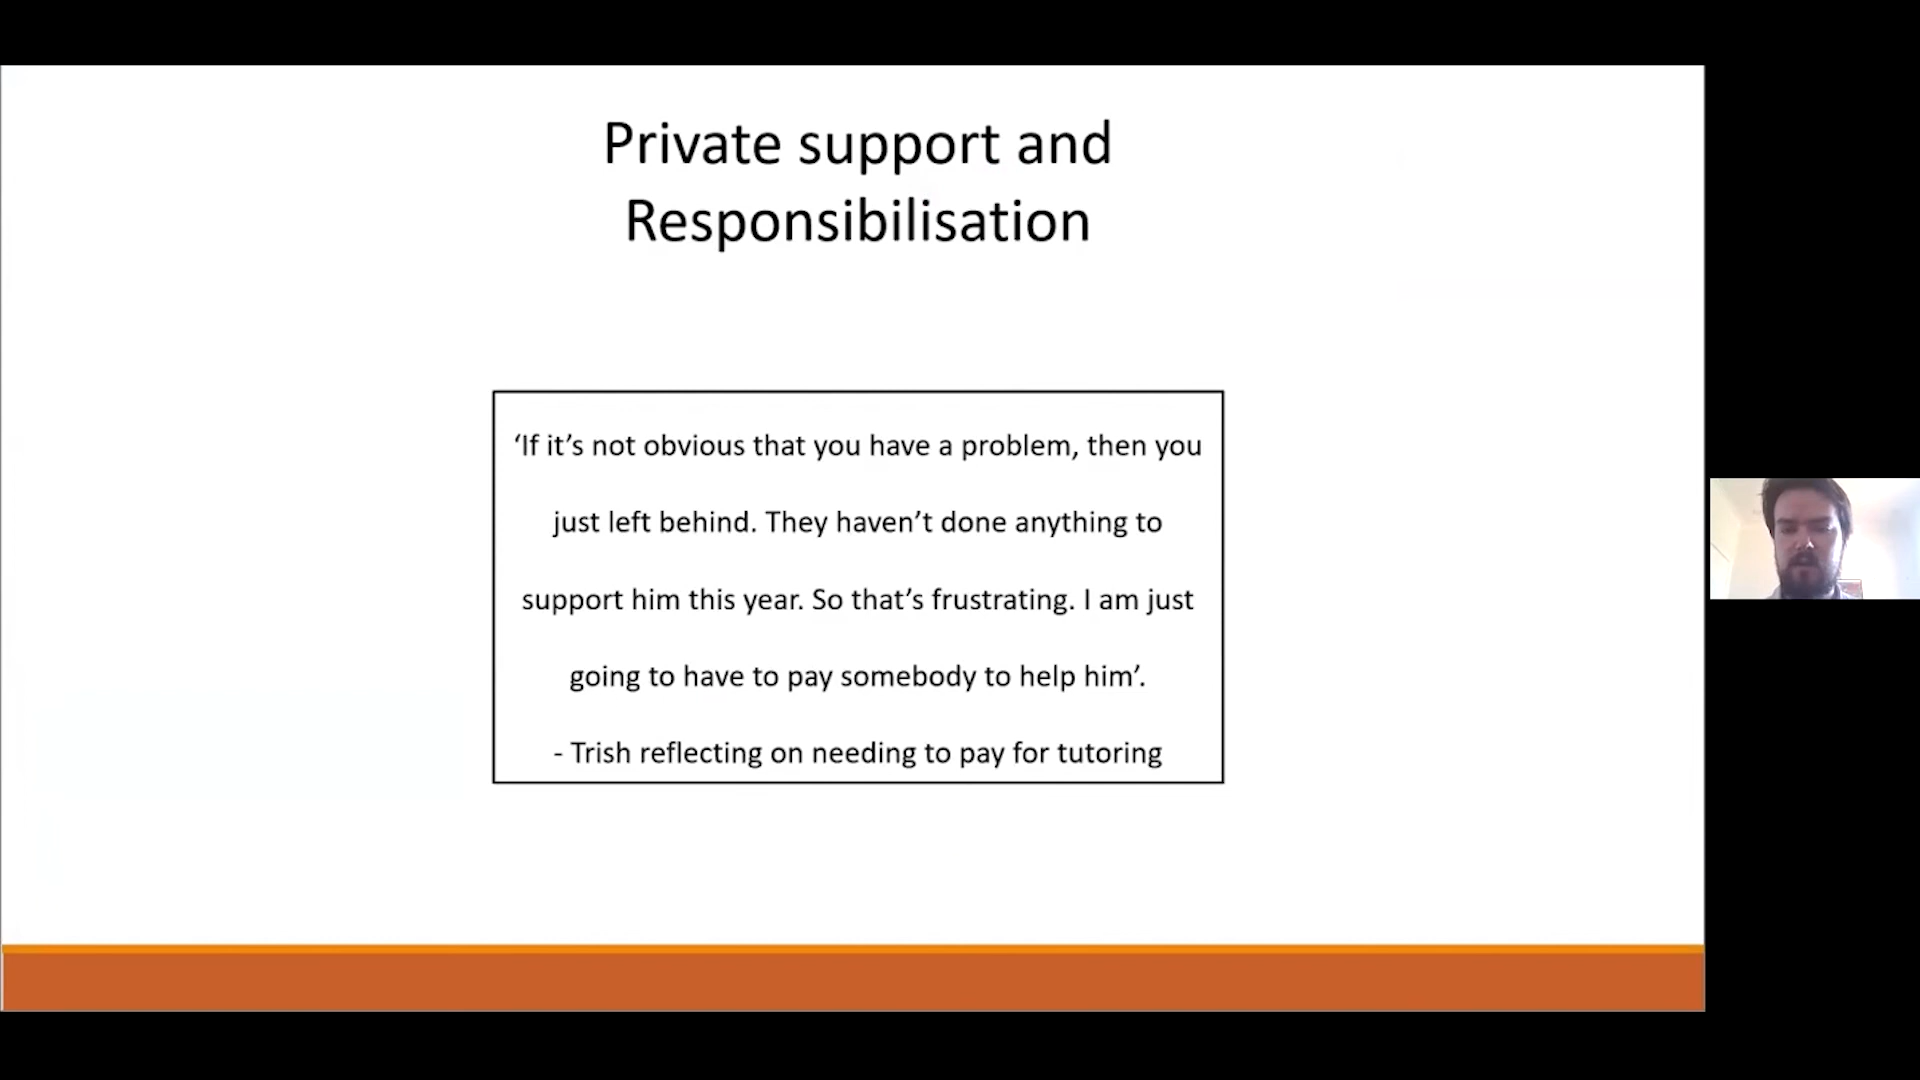 Private support and
Responsibilisation
‘If it’s not obvious that you have a problem, then you
just left behind. They haven’t done anything to
support him this year. So that’s frustrating. I am just
going to have to pay somebody to help him’.
- Trish reflecting on needing to pay for tutoring